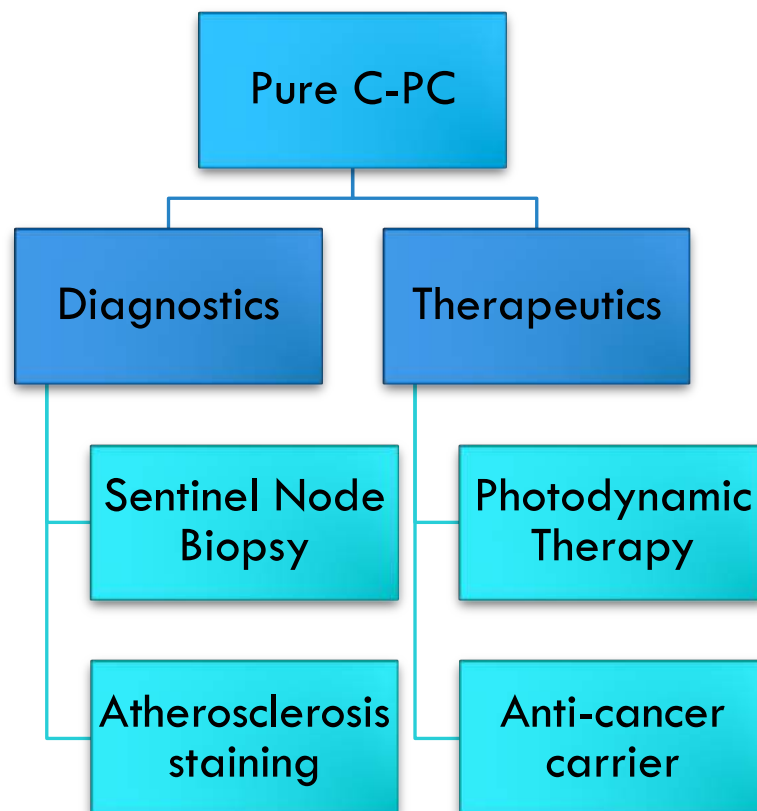 Pure C-PC
Diagnostics
Therapeutics
Sentinel Node
Biopsy
Photodynamic
Therapy
Atherosclerosis
staining
Anti-cancer
carrier